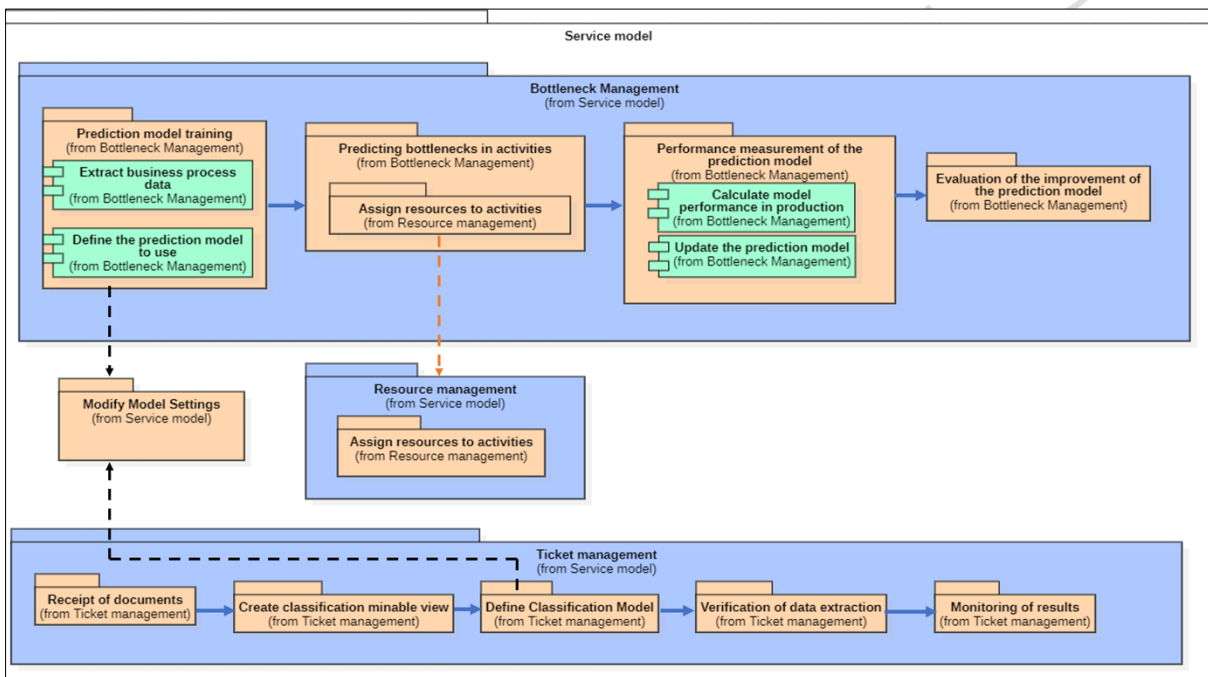 Service model
Bottleneck Management
(from Service model)
Prediction model training
(from Bottleneck Management)
Extract business process
data
(from Bottleneck Management)
Define the prediction model
to use
(from Bottleneck Management)
Predicting bottlenecks in activities
(from Bottleneck Management)
Assign resources to activities
(from Resource management)
Performance measurement of the
prediction model
(from Bottleneck Management)
Calculate model
performance in production
(from Bottleneck Management)
Update the prediction model
(from Bottleneck Management)
Evaluation of the improvement of
the prediction model
(from Bottleneck Management)
Modify Model Settings
(from Service model)
Resource management
(from Service model)
Assign resources to activities
(from Resource management)
Ticket management
(from Service model)
Receipt of documents
(from Ticket management)
Create classification minable view
(from Ticket management)
Define Classification Model
(from Ticket management)
Verification of data extraction
(from Ticket management)
Monitoring of results
(from Ticket management)